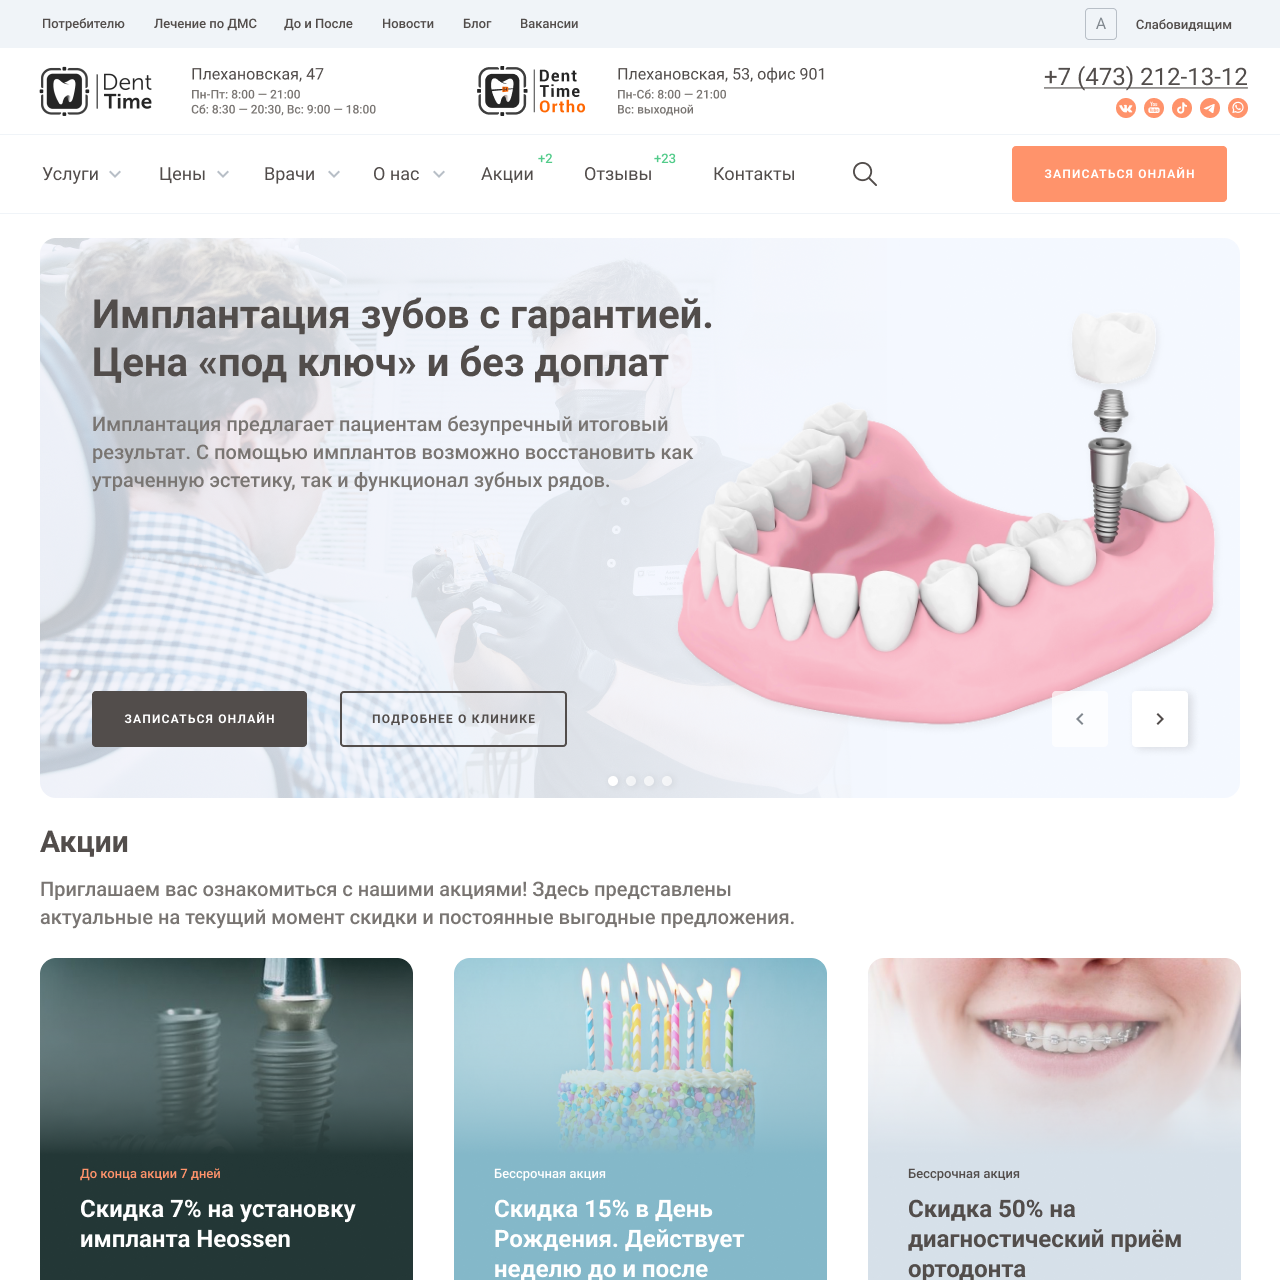 Потребителю Лечение по ДМС До и После Новости Блог Вакансии A Слабовидящим
Dent
Time
Плехановская, 47
Пн-Пт: 8:00 — 21:00
Сб: 8:30 — 20:30, Вс: 9:00 — 18:00
Dent
Time
Ortho
Плехановская, 53, офис 901
Пн-Сб: 8:00 — 21:00
Вс: выходной
+7 (473) 212-13-12
Услуги Цены Врачи О нас Акции +2 Отзывы +23 Контакты
ЗАПИСАТЬСЯ ОНЛАЙН
Имплантация зубов с гарантией.
Цена «под ключ» и без доплат
Имплантация предлагает пациентам безупречный итоговый
результат. С помощью имплантов возможно восстановить как
утраченную эстетику, так и функционал зубных рядов.
ЗАПИСАТЬСЯ ОНЛАЙН
ПОДРОБНЕЕ О КЛИНИКЕ
Акции
Приглашаем вас ознакомиться с нашими акциями! Здесь представлены
актуальные на текущий момент скидки и постоянные выгодные предложения.
До конца акции 7 дней
Скидка 7% на установку
импланта Heossen
Бессрочная акция
Скидка 15% в День
Рождения. Действует
неделю до и после
Бессрочная акция
Скидка 50% на
диагностический приём
ортодонта